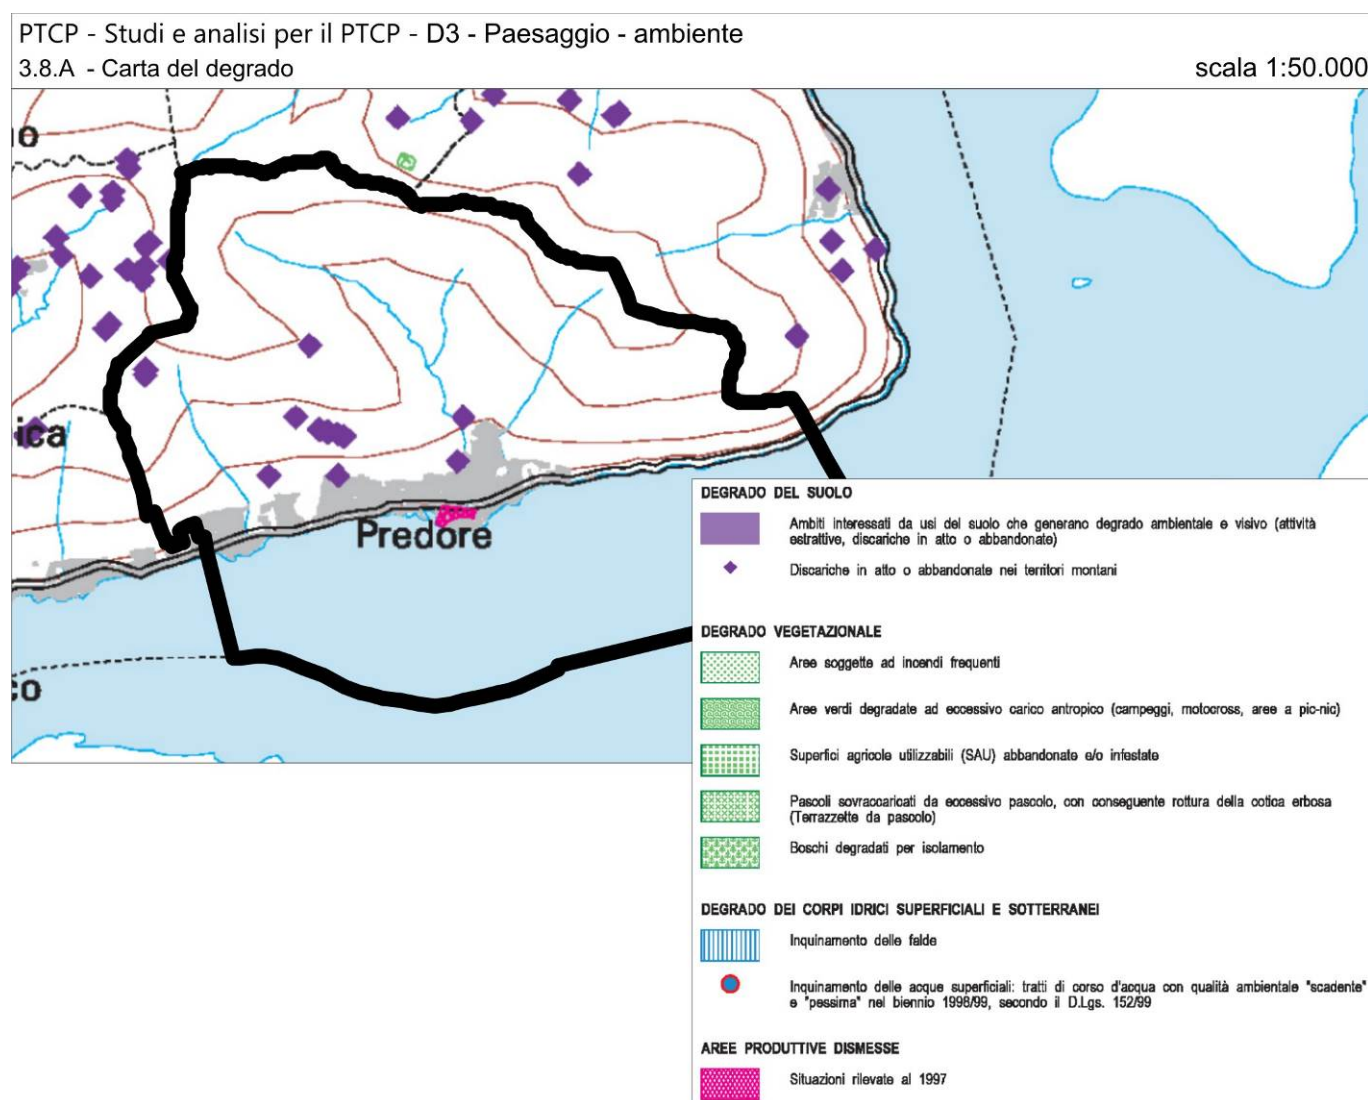 PTCP - Studi e analisi per il PTCP - D3 - Paesaggio - ambiente
3.8.A - Carta del degrado
scala 1:50.000
o
ica
Predore
co
DEGRADO DEL SUOLO
Ambiti interessati da usi del suolo che generano degrado ambientale e visivo (attività
estrattive, discariche in atto o abbandonate)
Discariche in atto o abbandonate nei territori montani
DEGRADO VEGETAZIONALE
Aree soggette ad incendi frequenti
Aree verdi degradate ad eccessivo carico antropico (campeggi, motocross, aree a pic-nic)
Superfici agricole utilizzabili (SAU) abbandonate e/o infestate
Pascoli sovraccaricati da eccessivo pascolo, con conseguente rottura della cotica erbosa
(Terrazzette da pascolo)
Boschi degradati per isolamento
DEGRADO DEI CORPI IDRICI SUPERFICIALI E SOTTERRANEI
Inquinamento delle falde
Inquinamento delle acque superficiali: tratti di corso d'acqua con qualità ambientale "scadente"
e "pessima" nel biennio 1998/99, secondo il D.Lgs. 152/99
AREE PRODUTTIVE DISMESSE
Situazioni rilevate al 1997